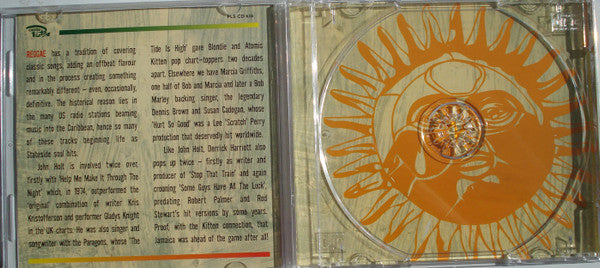 PLS CD 619
REGGAE has a tradition of covering
classic songs, adding an offbeat flavour
and in the process creating something
remarkably different – even, occasionally,
definitive. The historical reason lies in
the many US radio stations beaming
music into the Caribbean, hence so many
of these tracks beginning life as
Stateside soul hits.
John Holt is involved twice over,
firstly with 'Help Me Make It Through The
Night' which, in 1974, outperformed the
'original' combination of writer Kris
Kristofferson and performer Gladys Knight
in the UK charts. He was also singer and
songwriter with the Paragons, whose 'The
Tide Is High' gave Blondie and Atomic
Kitten pop chart-toppers two decades
apart. Elsewhere we have Marcia Griffiths,
one half of Bob and Marcia and later a Bob
Marley backing singer, the legendary
Dennis Brown and Susan Cadogan, whose
'Hurt So Good' was a Lee 'Scratch' Perry
production that deservedly hit worldwide.
Like John Holt, Derrick Harriott also
pops up twice – firstly as writer and
producer of 'Stop That Train' and again
crooning 'Some Guys Have All The Luck',
predating Robert Palmer and Rod
Stewart's hit versions by some years.
Proof, with the Kitten connection, that
Jamaica was ahead of the game after all!